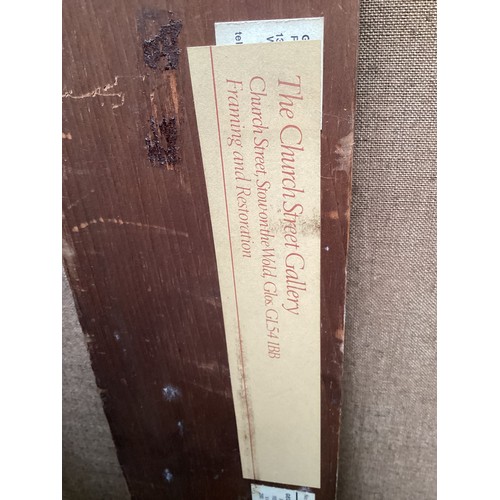 The Church Street Gallery
Church Street, Stow on the Wold, Glos. GL54 1BB
Framing and Restoration